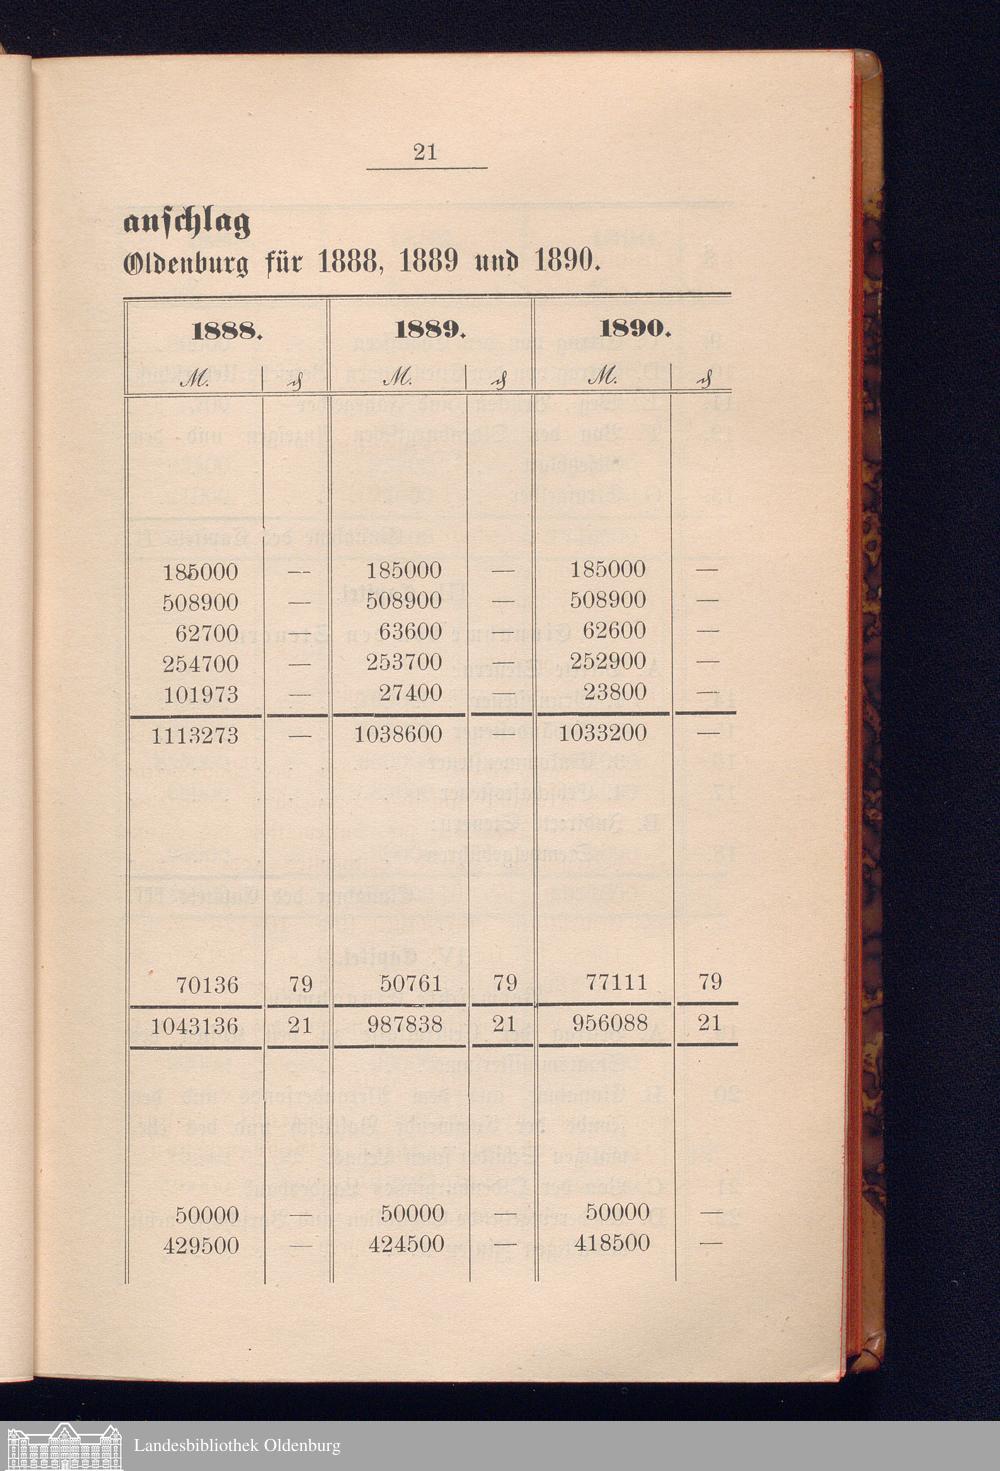 21
anschlag
Oldenburg für 1888, 1889 und 1890.
1888. 1889. 1890.
M. ₰ M. ₰ M. ₰
185000 — 185000 — 185000 —
508900 — 508900 — 508900 —
62700 — 63600 — 62600 —
254700 — 253700 — 252900 —
101973 — 27400 — 23800 —
1113273 — 1038600 — 1033200 —
70136 79 50761 79 77111 79
1043136 21 987838 21 956088 21
50000 — 50000 — 50000 —
429500 — 424500 — 418500 —
Landesbibliothek Oldenburg